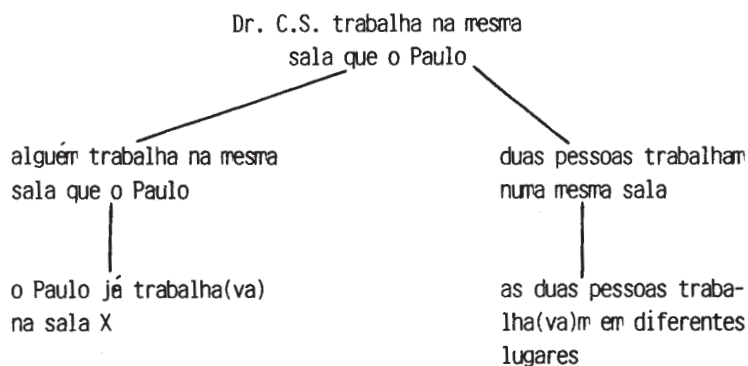 Dr. C.S. trabalha na mesma
sala que o Paulo
alguém trabalha na mesma
sala que o Paulo
duas pessoas trabalham
numa mesma sala
o Paulo já trabalha(va)
na sala X
as duas pessoas traba-
lha(va)m em diferentes
lugares